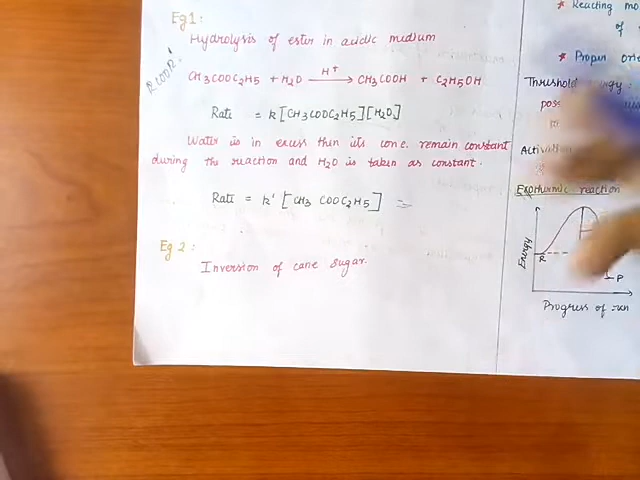 Eg 1:
Hydrolysis of ester in acidic medium
RCOOR'
CH3COOC2H5 + H2O —H+→ CH3COOH + C2H5OH
Rate = k[CH3COOC2H5][H2O]
Water is in excess then its conc. remain constant
during the reaction and H2O is taken as constant.
Rate = k' [CH3 COOC2H5] =
Eg 2:
Inversion of cane sugar.
* Reacting
of
* Proper
Threshold
Exothermic reaction
Energy
R
P
Progress of rxn